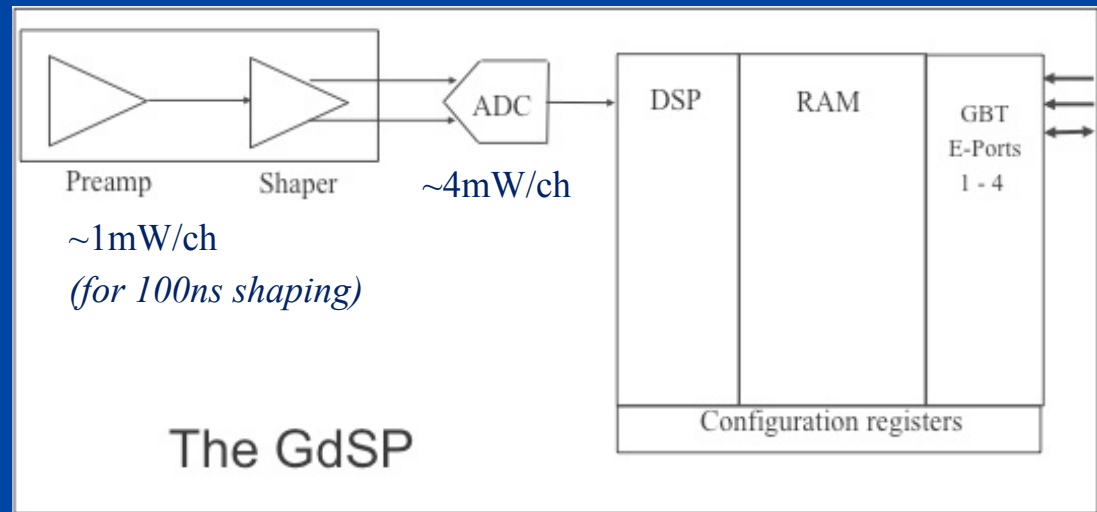 Preamp
Shaper
ADC
~1mW/ch
(for 100ns shaping)
~4mW/ch
DSP
RAM
GBT
E-Ports
1 - 4
Configuration registers
The GdSP